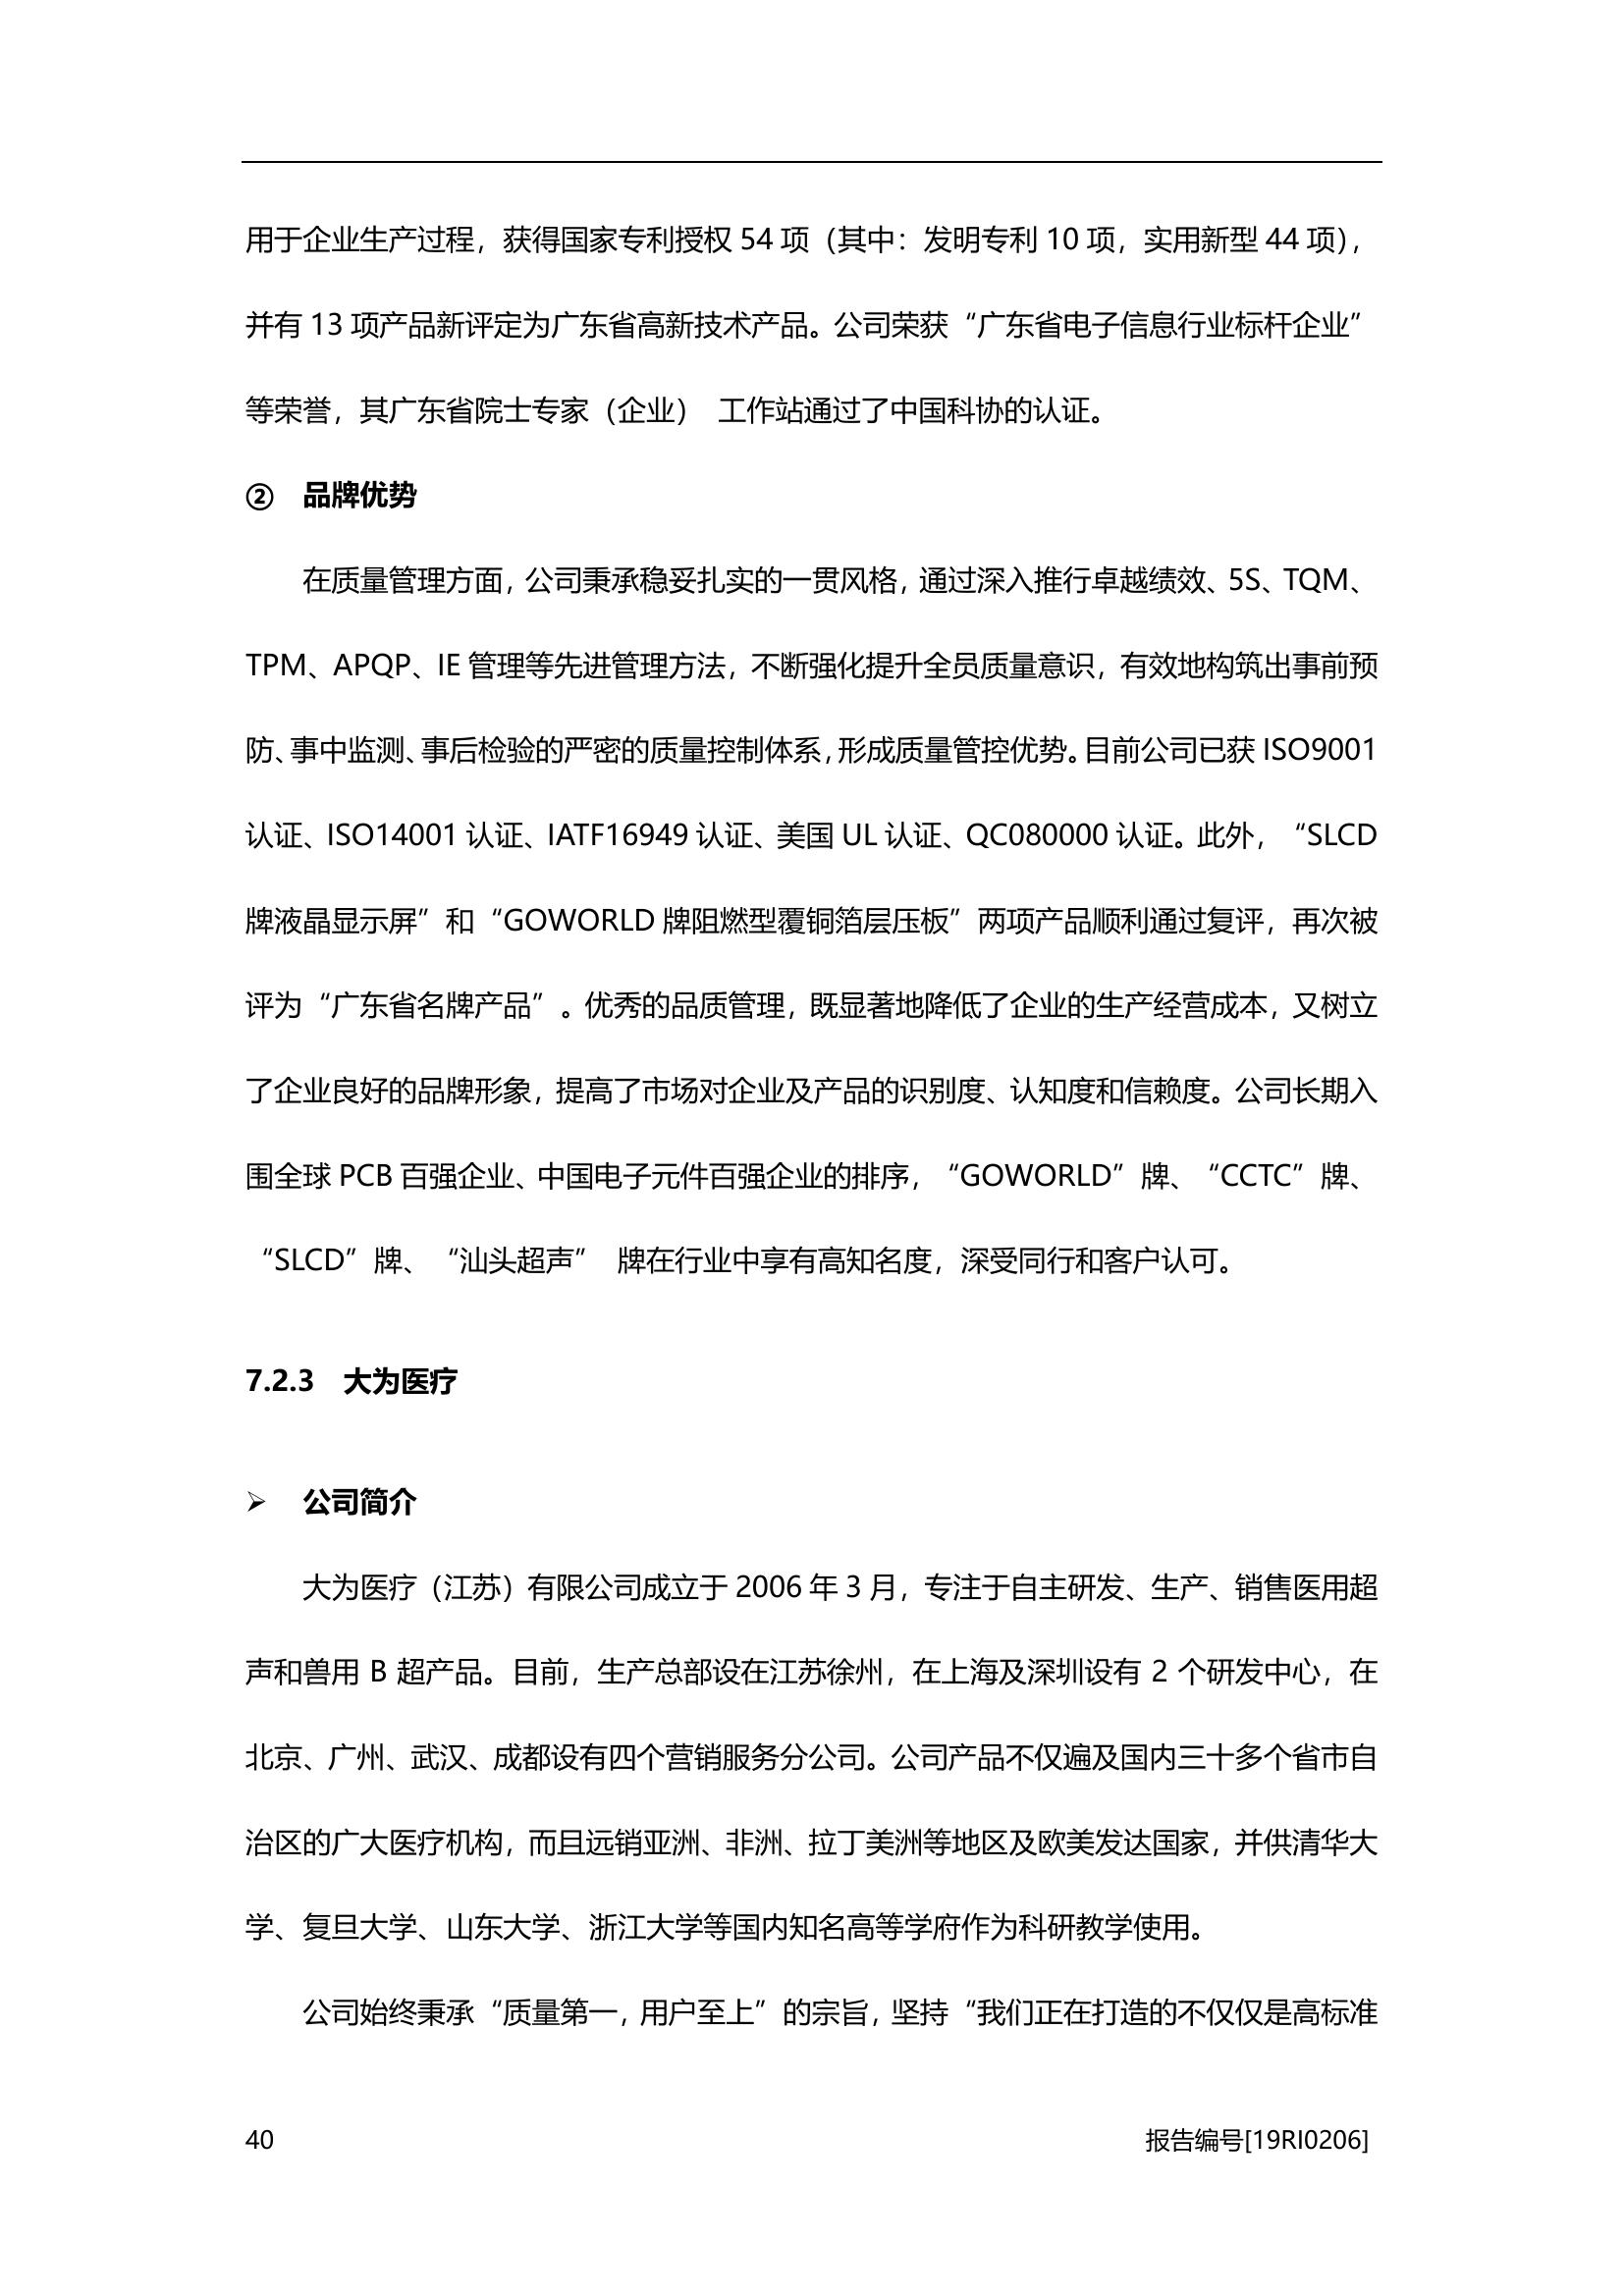 用于企业生产过程，获得国家专利授权 54 项（其中：发明专利 10 项，实用新型 44 项），
并有 13 项产品新评定为广东省高新技术产品。公司荣获“广东省电子信息行业标杆企业”
等荣誉，其广东省院士专家（企业） 工作站通过了中国科协的认证。
② 品牌优势
在质量管理方面，公司秉承稳妥扎实的一贯风格，通过深入推行卓越绩效、5S、TQM、
TPM、APQP、IE 管理等先进管理方法，不断强化提升全员质量意识，有效地构筑出事前预
防、事中监测、事后检验的严密的质量控制体系，形成质量管控优势。目前公司已获 ISO9001
认证、ISO14001 认证、IATF16949 认证、美国 UL 认证、QC080000 认证。此外，“SLCD
牌液晶显示屏”和“GOWORLD 牌阻燃型覆铜箔层压板”两项产品顺利通过复评，再次被
评为“广东省名牌产品”。优秀的品质管理，既显著地降低了企业的生产经营成本，又树立
了企业良好的品牌形象，提高了市场对企业及产品的识别度、认知度和信赖度。公司长期入
围全球 PCB 百强企业、中国电子元件百强企业的排序，“GOWORLD”牌、“CCTC”牌、
“SLCD”牌、“汕头超声” 牌在行业中享有高知名度，深受同行和客户认可。
7.2.3 大为医疗
➢ 公司简介
大为医疗（江苏）有限公司成立于 2006 年 3 月，专注于自主研发、生产、销售医用超
声和兽用 B 超产品。目前，生产总部设在江苏徐州，在上海及深圳设有 2 个研发中心，在
北京、广州、武汉、成都设有四个营销服务分公司。公司产品不仅遍及国内三十多个省市自
治区的广大医疗机构，而且远销亚洲、非洲、拉丁美洲等地区及欧美发达国家，并供清华大
学、复旦大学、山东大学、浙江大学等国内知名高等学府作为科研教学使用。
公司始终秉承“质量第一，用户至上”的宗旨，坚持“我们正在打造的不仅仅是高标准
40 报告编号[19RI0206]